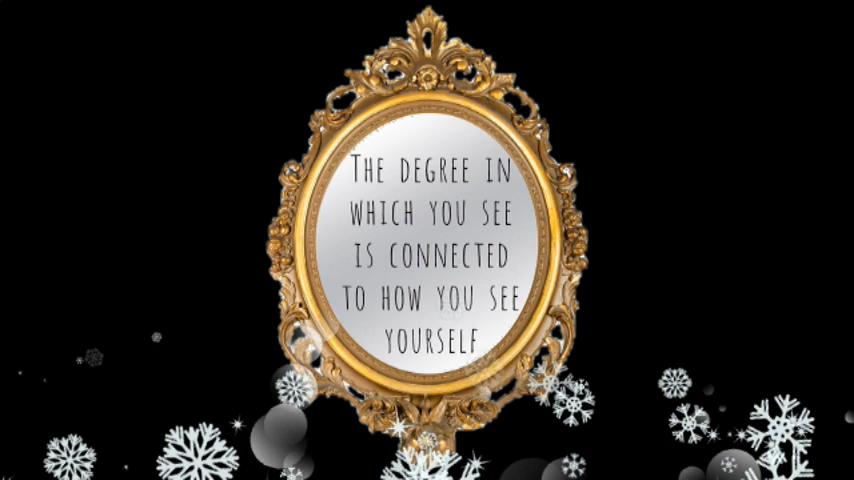 The degree in
which you see
is connected
to how you see
yourself